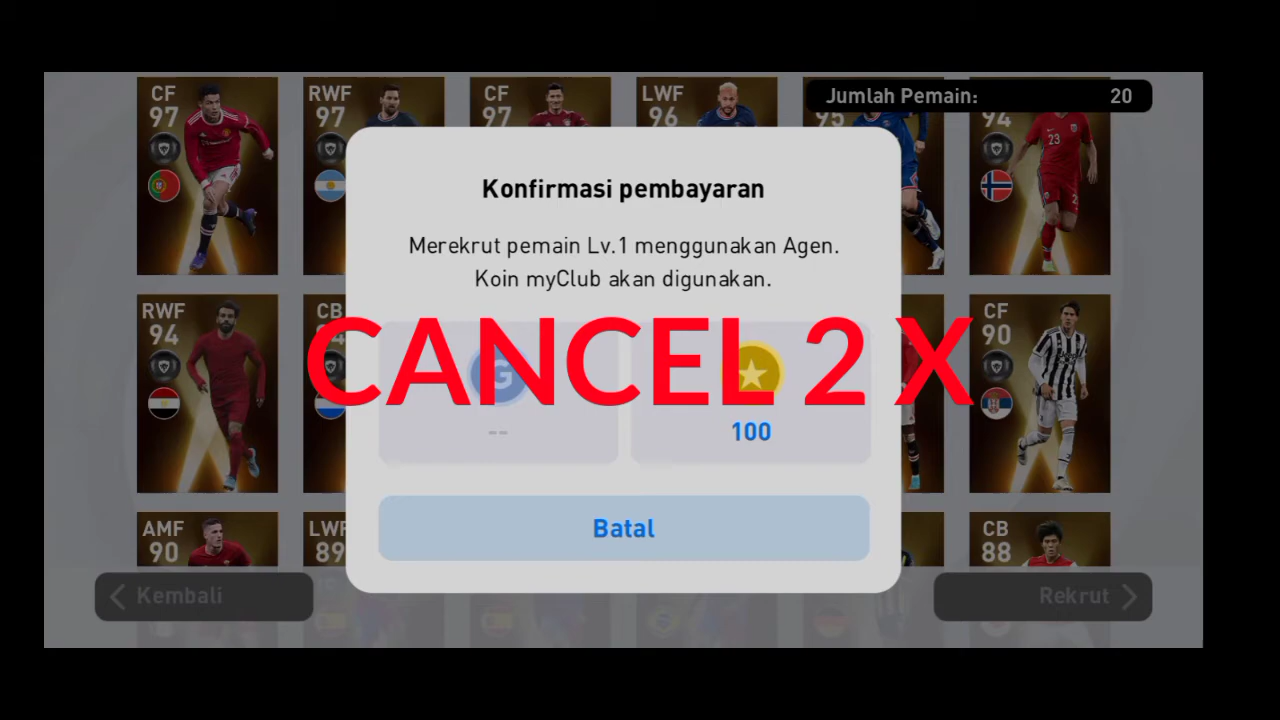 CF
97
RWF
97
CF
97
LWF
96
95
94
Jumlah Pemain: 20
Konfirmasi pembayaran
Merekrut pemain Lv.1 menggunakan Agen.
Koin myClub akan digunakan.
RWF
94
CB
CF
90
CANCEL 2 X
G
--
100
Batal
AMF
90
LWF
89
CB
88
Kembali
Rekrut